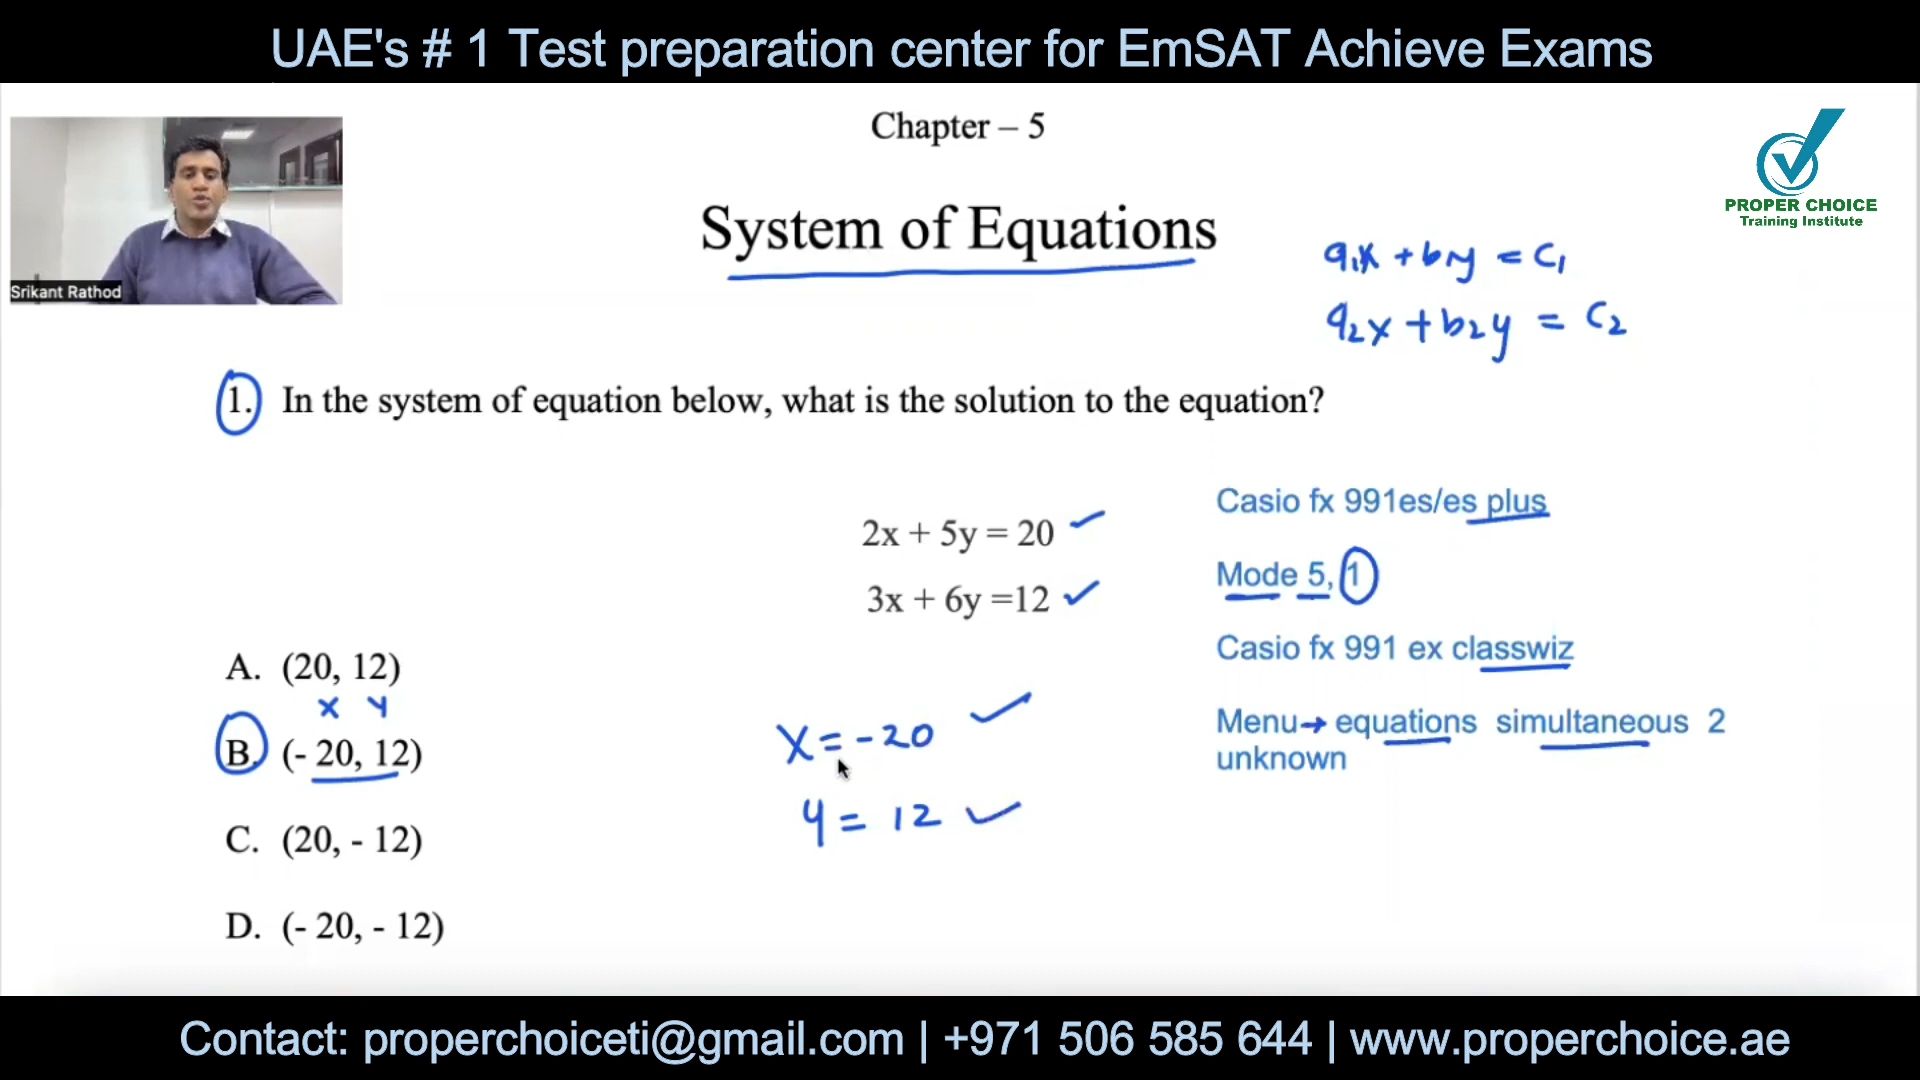 UAE's # 1 Test preparation center for EmSAT Achieve Exams
Chapter – 5
PROPER CHOICE
Training Institute
System of Equations
a₁x + b₁y = c₁
a₂x + b₂y = c₂
Srikant Rathod
1. In the system of equation below, what is the solution to the equation?
2x + 5y = 20
3x + 6y =12
Casio fx 991es/es plus
Mode 5, 1
Casio fx 991 ex classwiz
Menu→ equations simultaneous 2
unknown
A. (20, 12)
x y
B. (- 20, 12)
C. (20, - 12)
D. (- 20, - 12)
x = -20
y = 12
Contact: properchoiceti@gmail.com | +971 506 585 644 | www.properchoice.ae